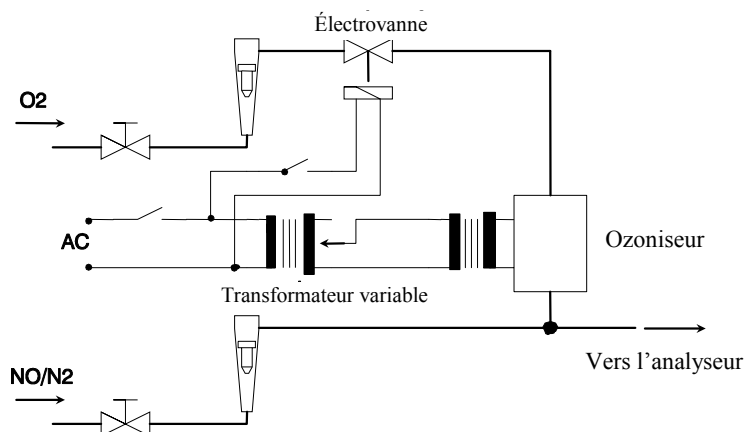 Électrovanne
O2
AC
Ozoniseur
Transformateur variable
Vers l’analyseur
NO/N2